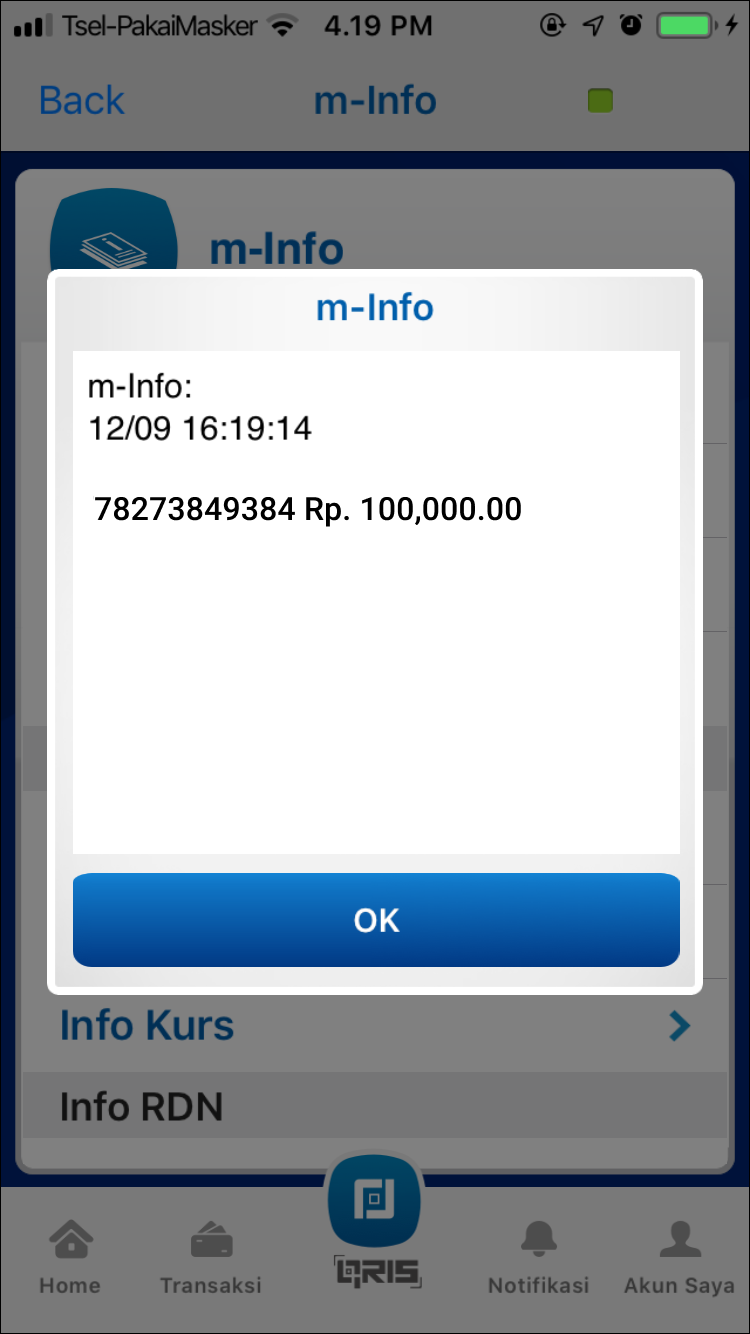 Tsel-PakaiMasker 4.19 PM
Back m-Info
m-Info
m-Info
m-Info:
12/09 16:19:14
78273849384 Rp. 100,000.00
OK
Info Kurs
Info RDN
QRIS
Home Transaksi Notifikasi Akun Saya